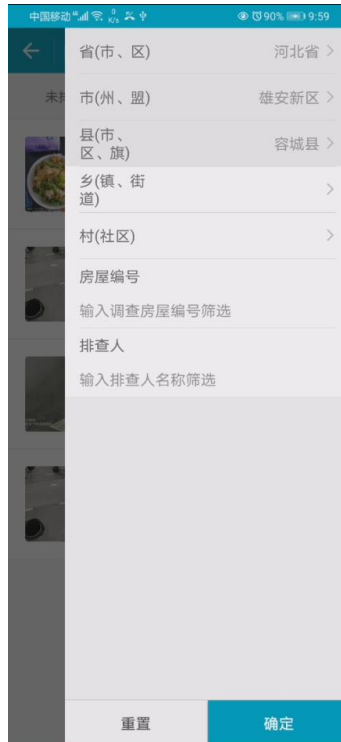 中国移动 0 K/s 90% 9:59
未排
省(市、区) 河北省
市(州、盟) 雄安新区
县(市、
区、旗) 容城县
乡(镇、街
道)
村(社区)
房屋编号
输入调查房屋编号筛选
排查人
输入排查人名称筛选
重置 确定